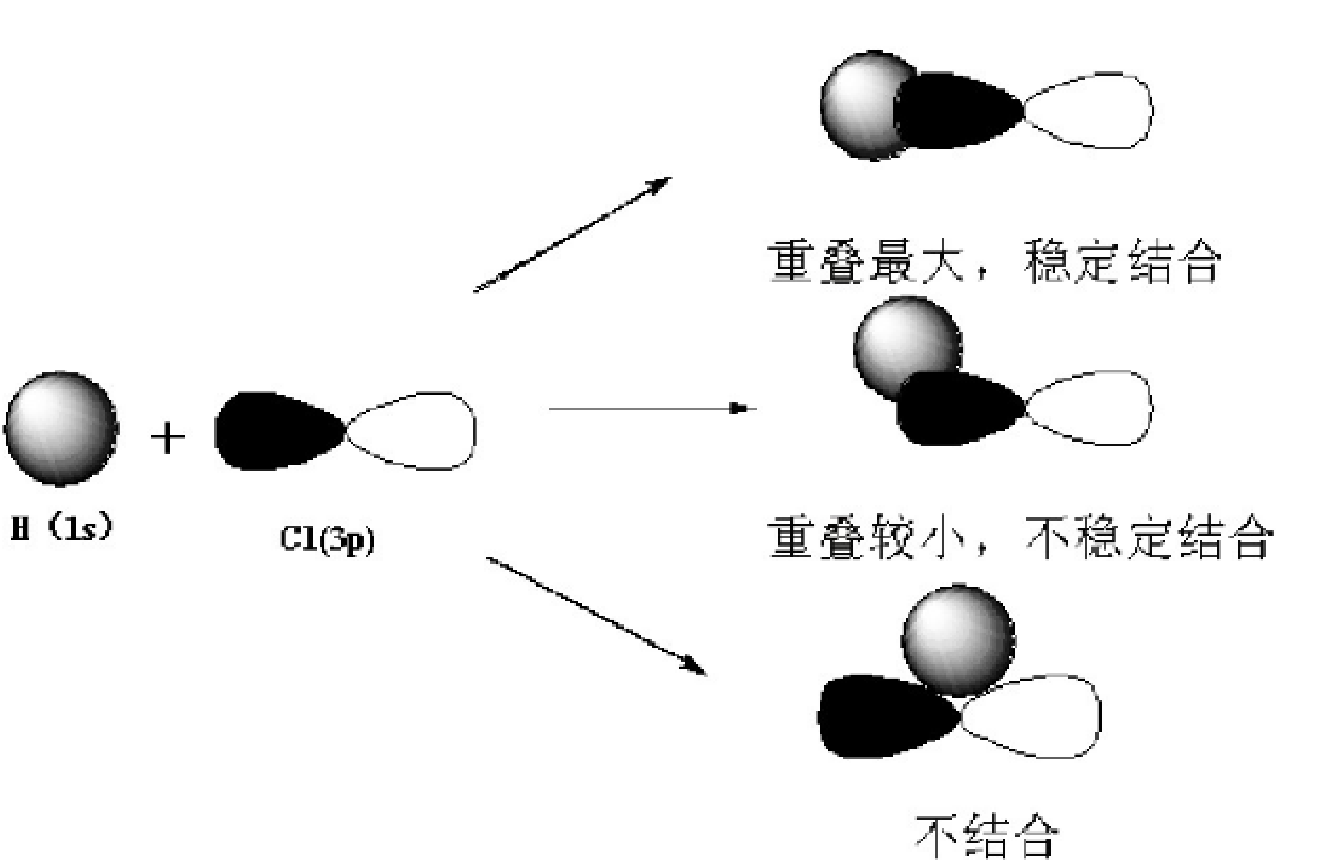 重叠最大，稳定结合
+
H（1s）
Cl(3p)
重叠较小，不稳定结合
不结合